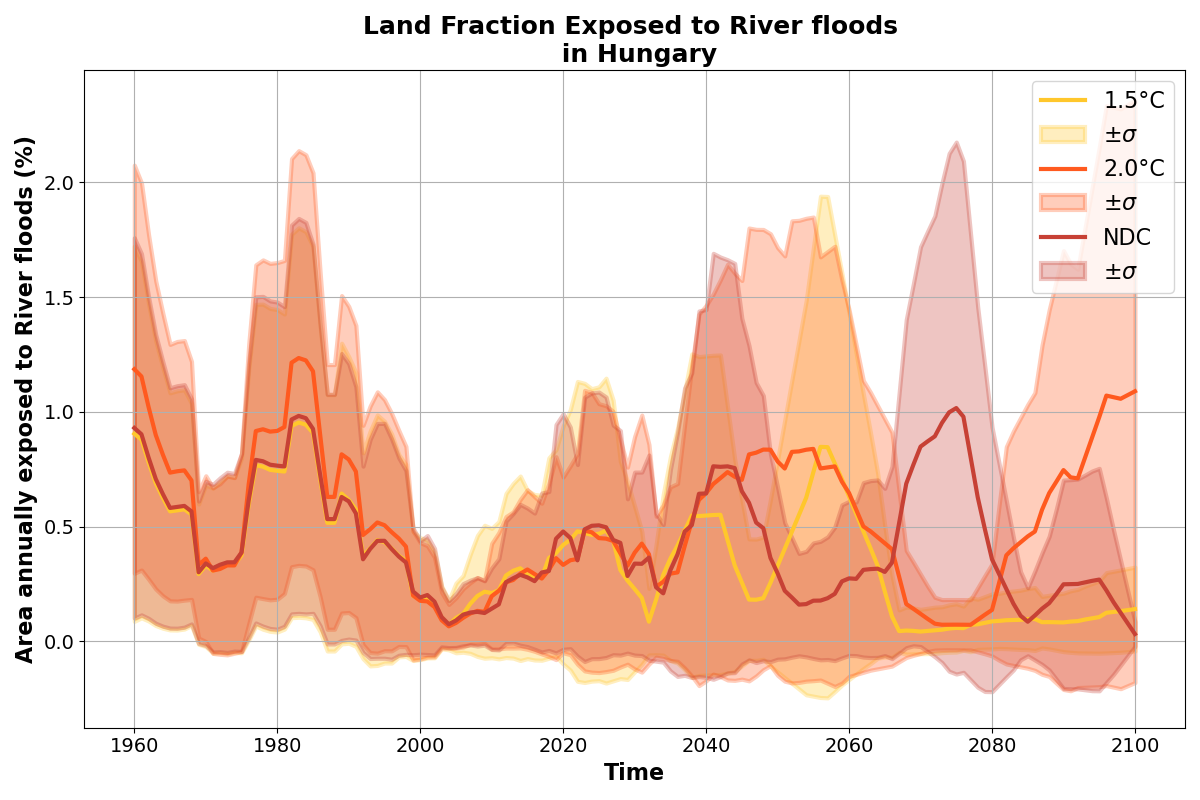 Land Fraction Exposed to River floods
in Hungary
Area annually exposed to River floods (%)
2.0
1.5
1.0
0.5
0.0
1.5°C
±σ
2.0°C
±σ
NDC
±σ
1960 1980 2000 2020 2040 2060 2080 2100
Time